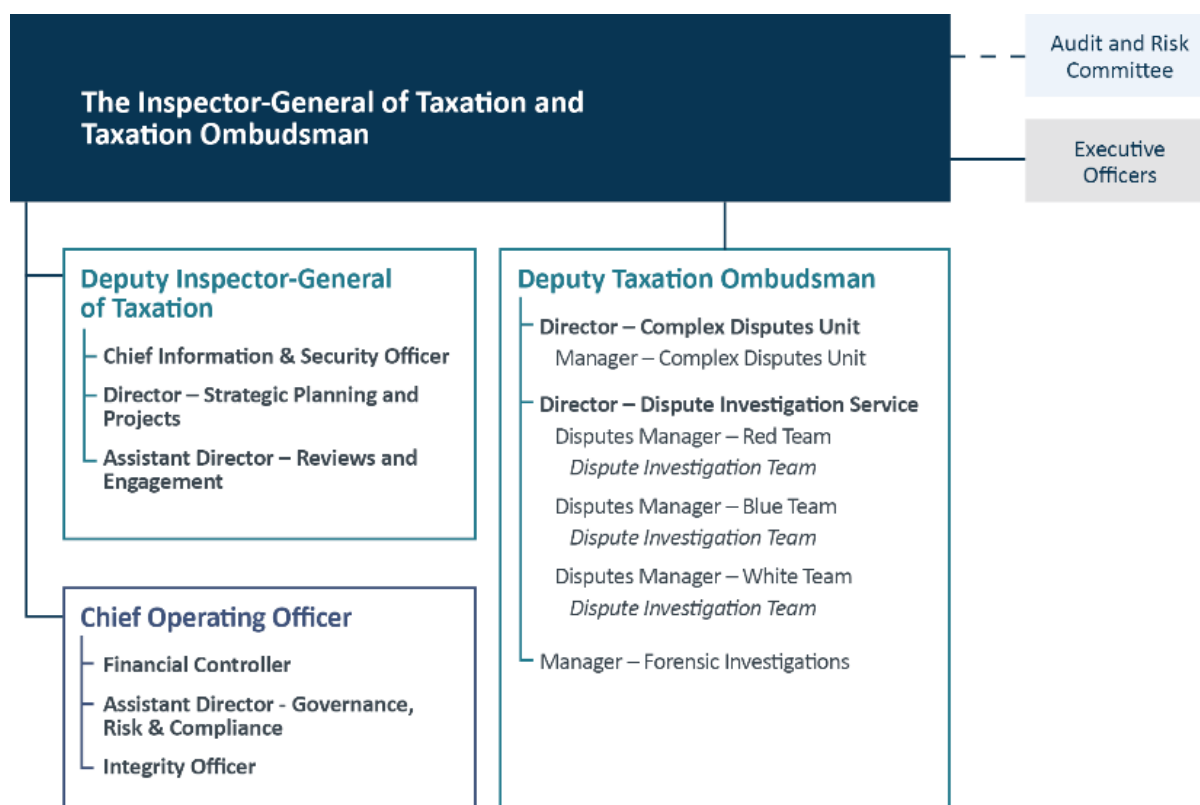 The Inspector-General of Taxation and
Taxation Ombudsman
Audit and Risk
Committee
Executive
Officers
Deputy Inspector-General
of Taxation
Chief Information & Security Officer
Director – Strategic Planning and
Projects
Assistant Director – Reviews and
Engagement
Chief Operating Officer
Financial Controller
Assistant Director - Governance,
Risk & Compliance
Integrity Officer
Deputy Taxation Ombudsman
Director – Complex Disputes Unit
Manager – Complex Disputes Unit
Director – Dispute Investigation Service
Disputes Manager – Red Team
Dispute Investigation Team
Disputes Manager – Blue Team
Dispute Investigation Team
Disputes Manager – White Team
Dispute Investigation Team
Manager – Forensic Investigations